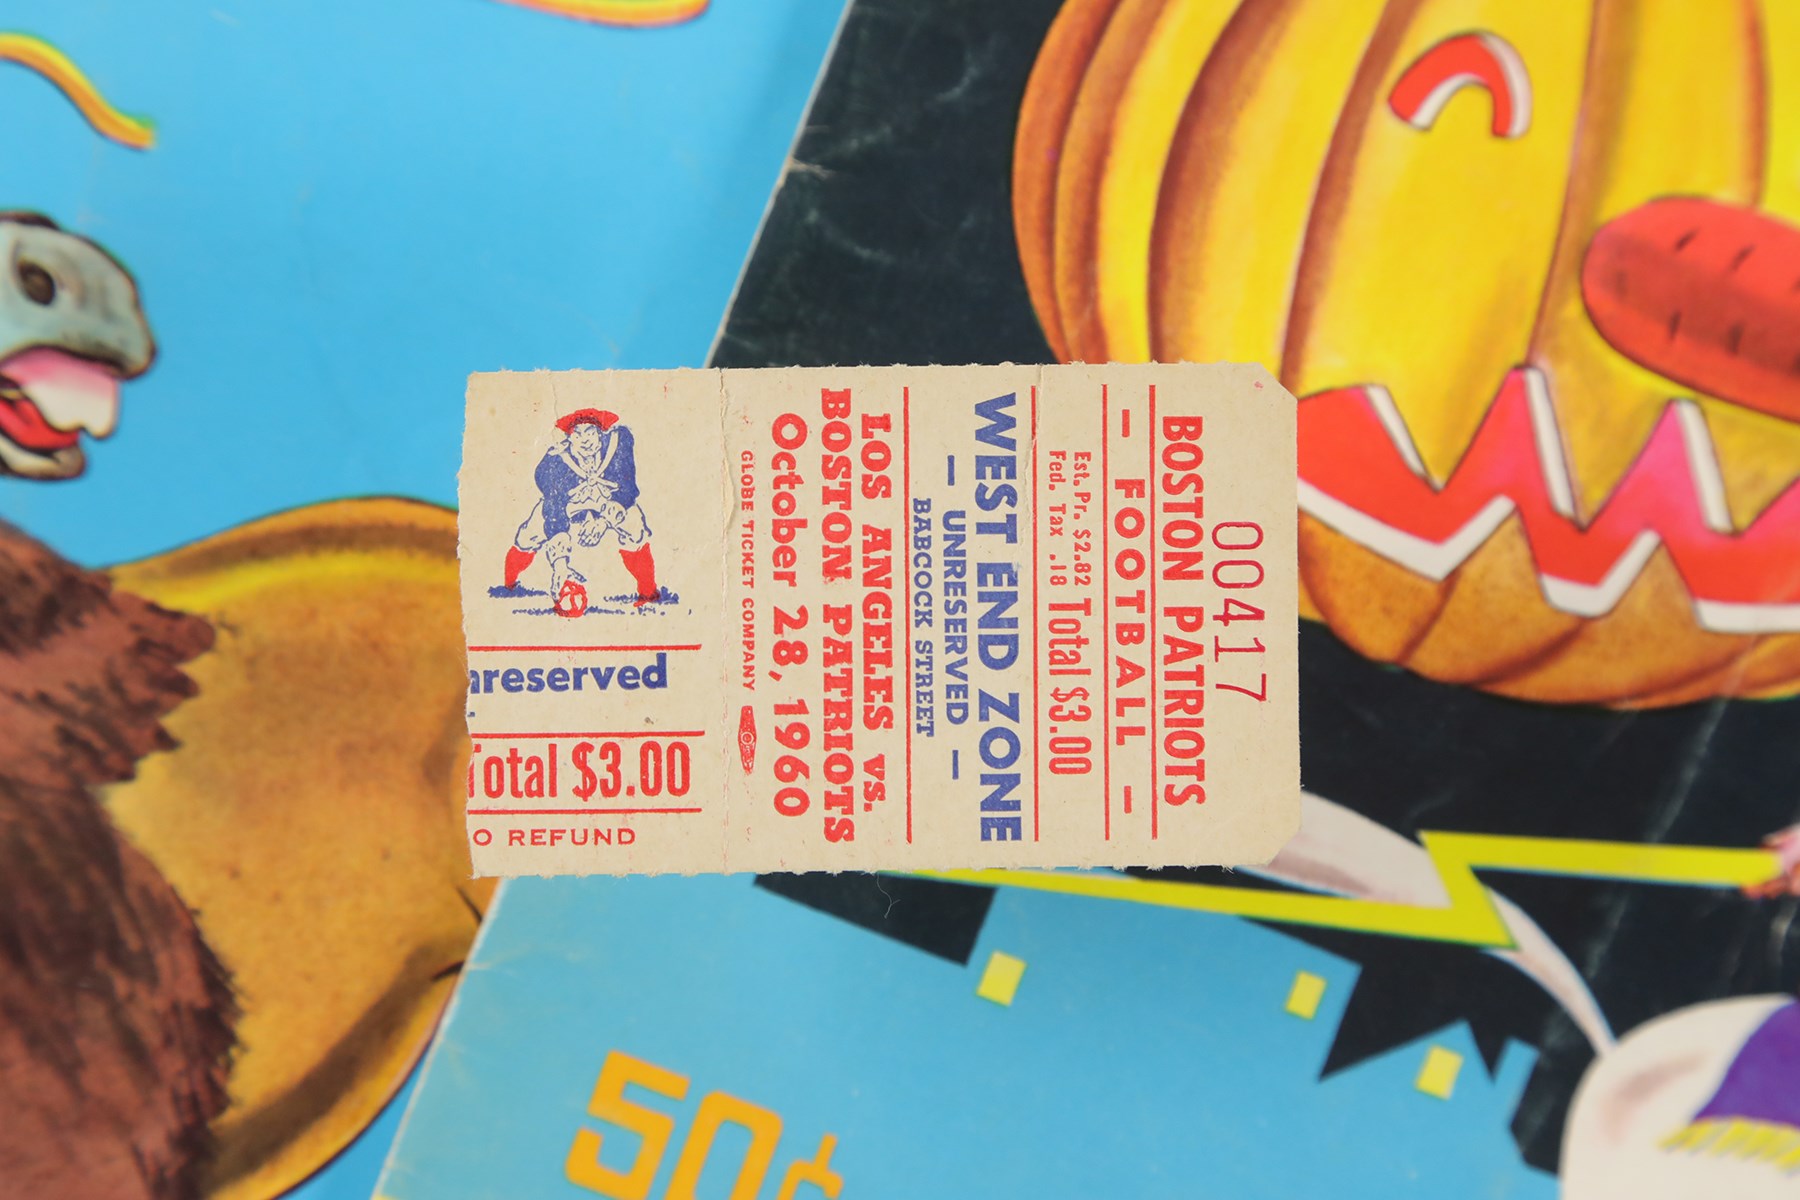 00417
BOSTON PATRIOTS
- FOOTBALL -
Est. Pr. $2.82
Fed. Tax .18 Total $3.00
WEST END ZONE
- UNRESERVED -
BABCOCK STREET
LOS ANGELES vs.
BOSTON PATRIOTS
October 28, 1960
GLOBE TICKET COMPANY
nreserved
Total $3.00
O REFUND
50¢